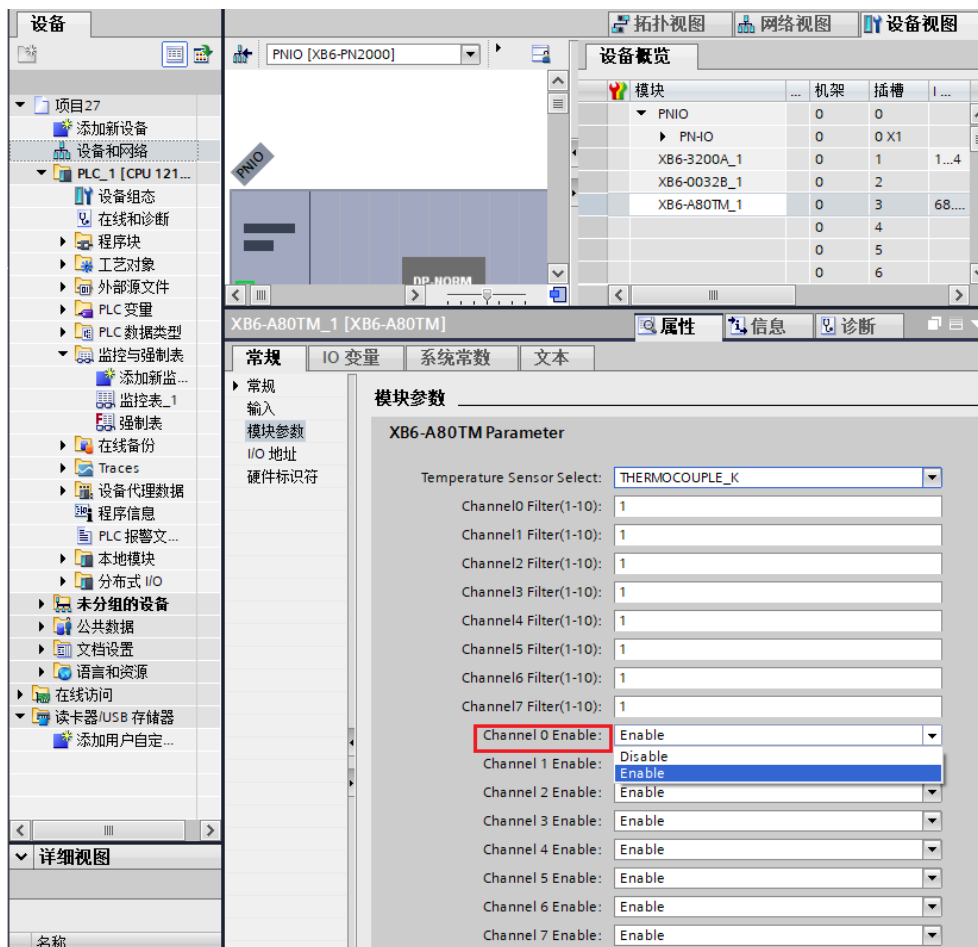 设备
项目27
添加新设备
设备和网络
PLC_1 [CPU 121...
设备组态
在线和诊断
程序块
工艺对象
外部源文件
PLC 变量
PLC 数据类型
监控与强制表
添加新监...
监控表_1
强制表
在线备份
Traces
设备代理数据
程序信息
PLC 报警文...
本地模块
分布式 I/O
未分组的设备
公共数据
文档设置
语言和资源
在线访问
读卡器/USB 存储器
添加用户自定...
详细视图
名称
拓扑视图 网络视图 设备视图
PNIO [XB6-PN2000]
PNIO
DP-NORM
设备概览
模块 ... 机架 插槽 I ...
PNIO 0 0
PN-IO 0 0 X1
XB6-3200A_1 0 1 1...4
XB6-0032B_1 0 2
XB6-A80TM_1 0 3 68....
0 4
0 5
0 6
XB6-A80TM_1 [XB6-A80TM]
属性 信息 诊断
常规 IO 变量 系统常数 文本
常规
输入
模块参数
I/O 地址
硬件标识符
模块参数
XB6-A80TM Parameter
Temperature Sensor Select: THERMOCOUPLE_K
Channel0 Filter(1-10): 1
Channel1 Filter(1-10): 1
Channel2 Filter(1-10): 1
Channel3 Filter(1-10): 1
Channel4 Filter(1-10): 1
Channel5 Filter(1-10): 1
Channel6 Filter(1-10): 1
Channel7 Filter(1-10): 1
Channel 0 Enable: Enable
Disable
Channel 1 Enable: Enable
Channel 2 Enable: Enable
Channel 3 Enable: Enable
Channel 4 Enable: Enable
Channel 5 Enable: Enable
Channel 6 Enable: Enable
Channel 7 Enable: Enable